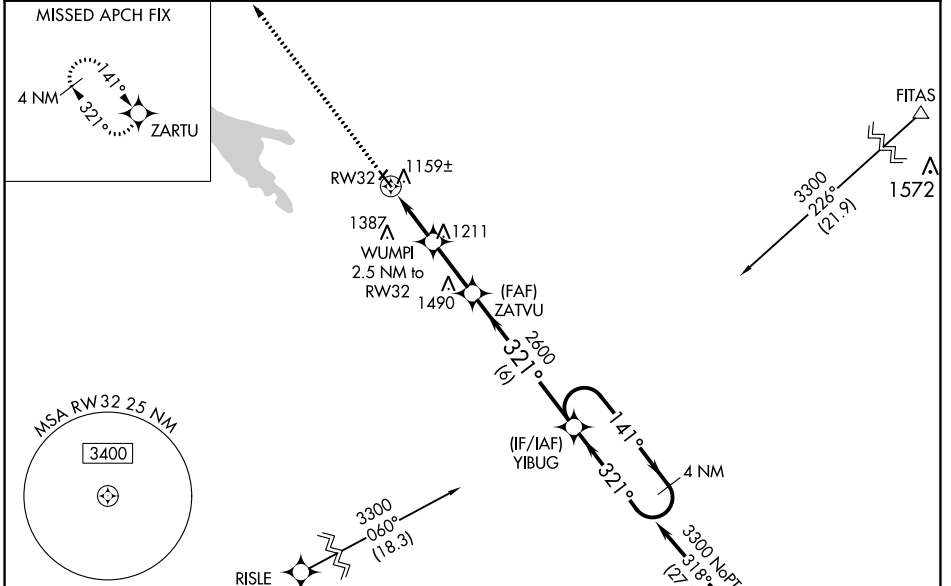 MISSED APCH FIX
141°
4 NM
321°
ZARTU
FITAS
1572
3300
226°
(21.9)
RW32
1159±
1387
1211
WUMPI
2.5 NM to
RW32
1490
(FAF)
ZATVU
2600
321°
(6)
(IF/IAF)
YIBUG
141°
321°
4 NM
MSA RW32 25 NM
3400
3300
060°
(18.3)
RISLE
3300 NoPT
318°